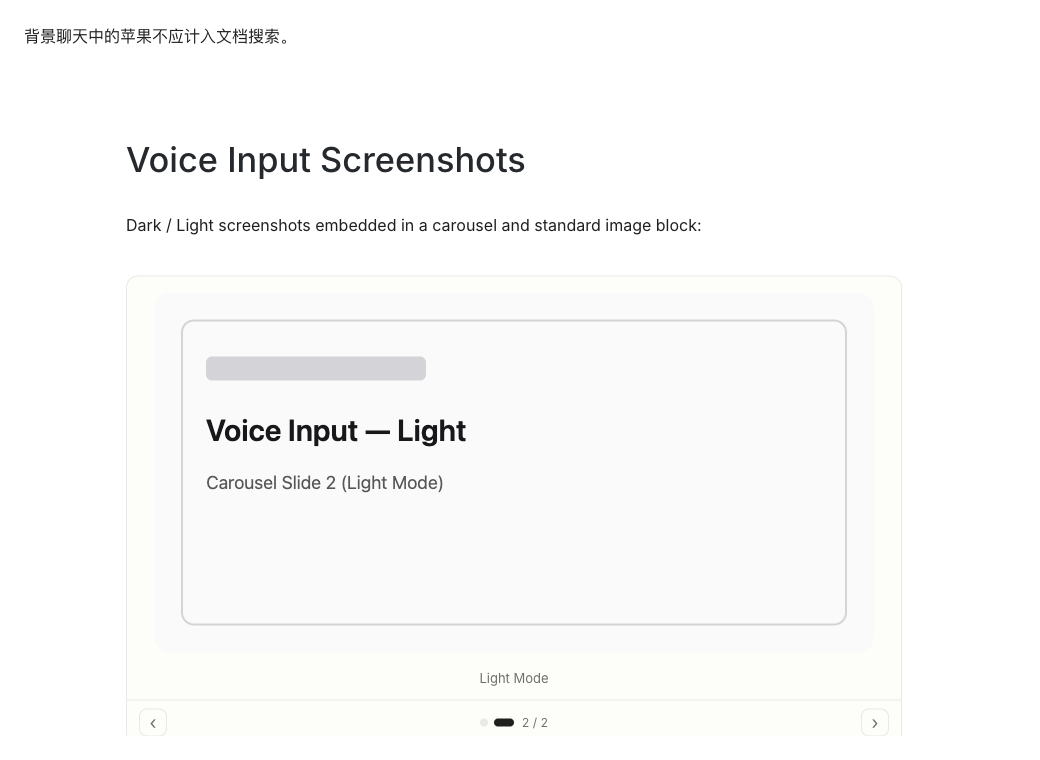 背景聊天中的苹果不应计入文档搜索。
Voice Input Screenshots
Dark / Light screenshots embedded in a carousel and standard image block:
Voice Input — Light
Carousel Slide 2 (Light Mode)
Light Mode
2 / 2